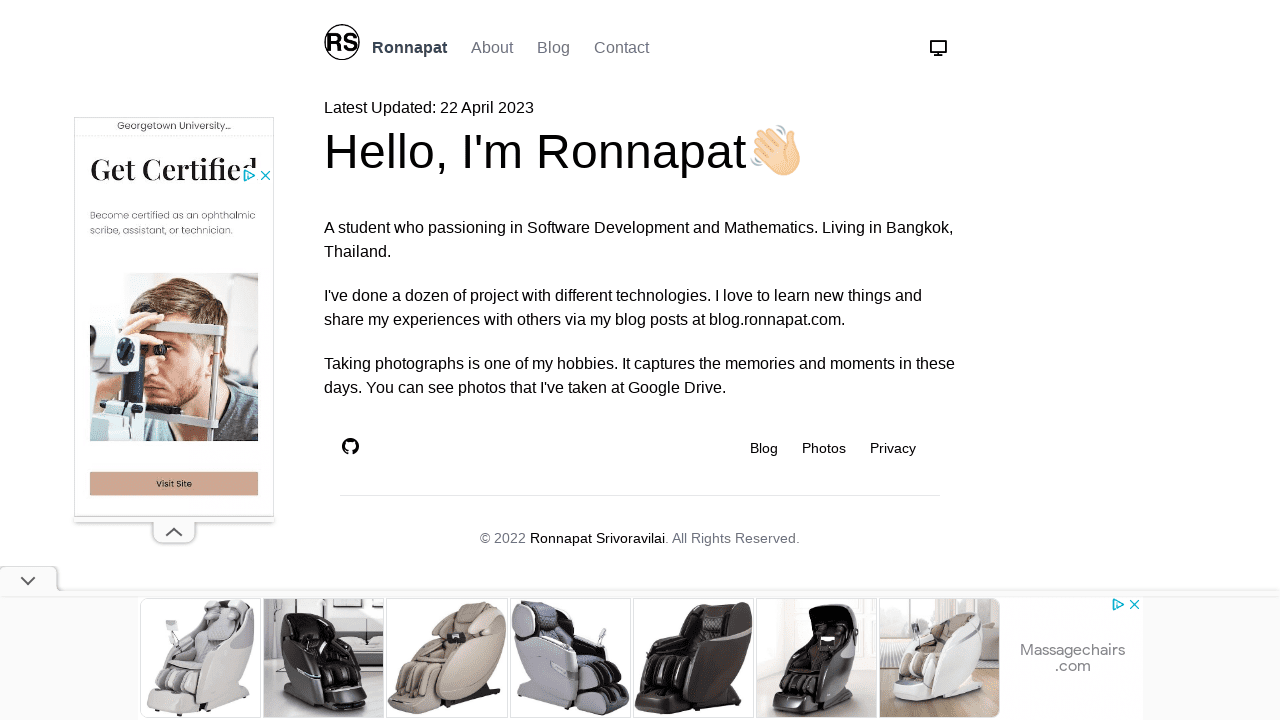 RS Ronnapat About Blog Contact
Latest Updated: 22 April 2023
Hello, I'm Ronnapat
A student who passioning in Software Development and Mathematics. Living in Bangkok,
Thailand.
I've done a dozen of project with different technologies. I love to learn new things and
share my experiences with others via my blog posts at blog.ronnapat.com.
Taking photographs is one of my hobbies. It captures the memories and moments in these
days. You can see photos that I've taken at Google Drive.
Blog Photos Privacy
© 2022 Ronnapat Srivoravilai. All Rights Reserved.
Georgetown University...
Get Certified
Become certified as an ophthalmic
scribe, assistant, or technician.
Visit Site
Massagechairs
.com